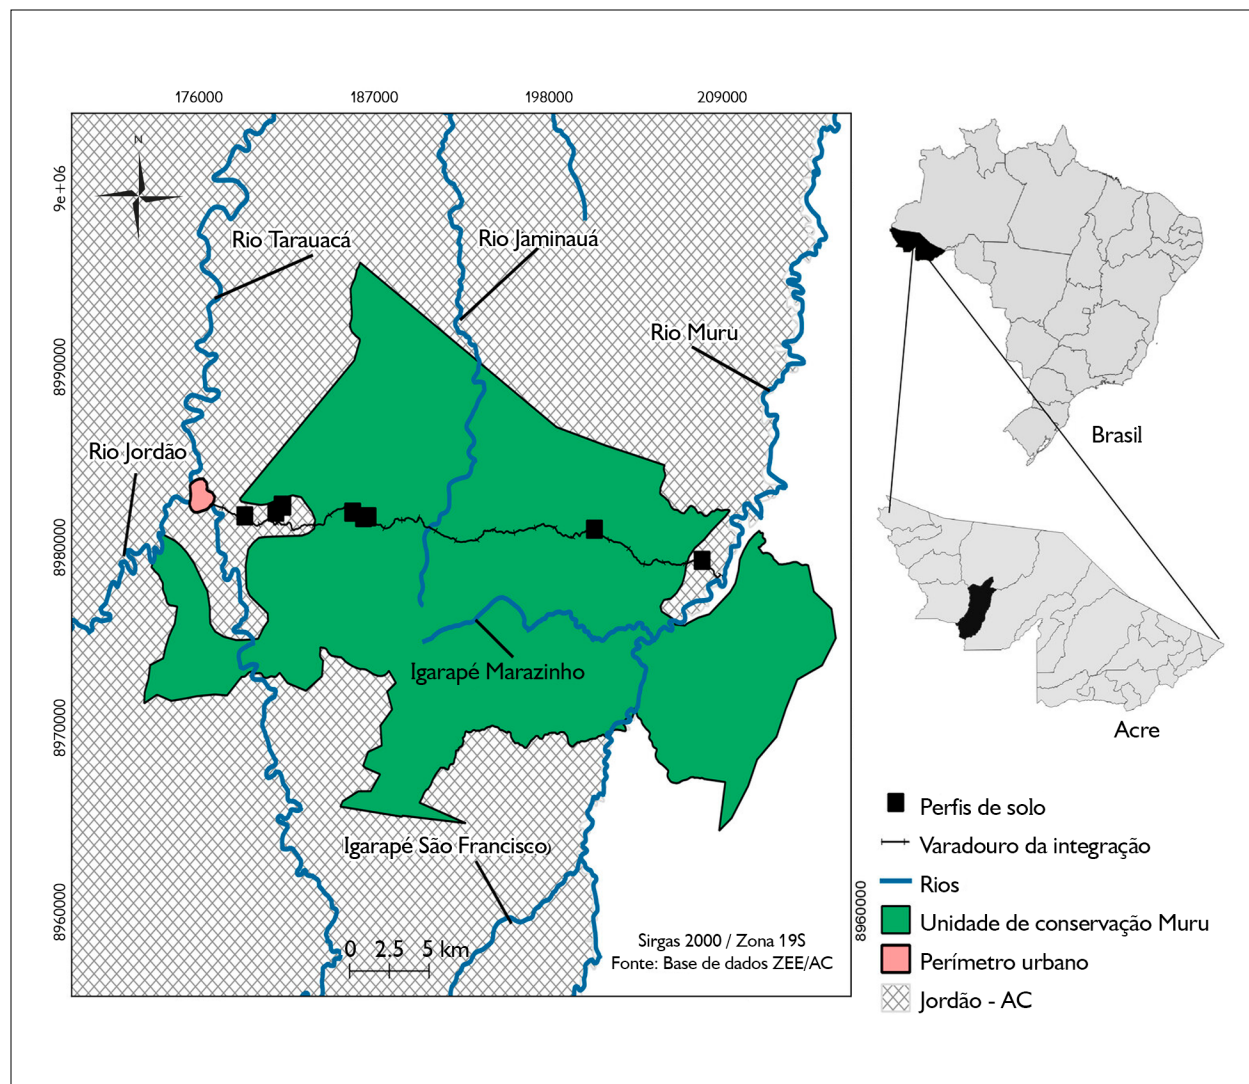 176000
187000
198000
209000
N
9e+06
8990000
8980000
8970000
8960000
Rio Tarauacá
Rio Jaminauá
Rio Muru
Rio Jordão
Igarapé Marazinho
Igarapé São Francisco
0 2.5 5 km
Sirgas 2000 / Zona 19S
Fonte: Base de dados ZEE/AC
8960000
Brasil
Acre
Perfis de solo
Varadouro da integração
Rios
Unidade de conservação Muru
Perímetro urbano
Jordão - AC